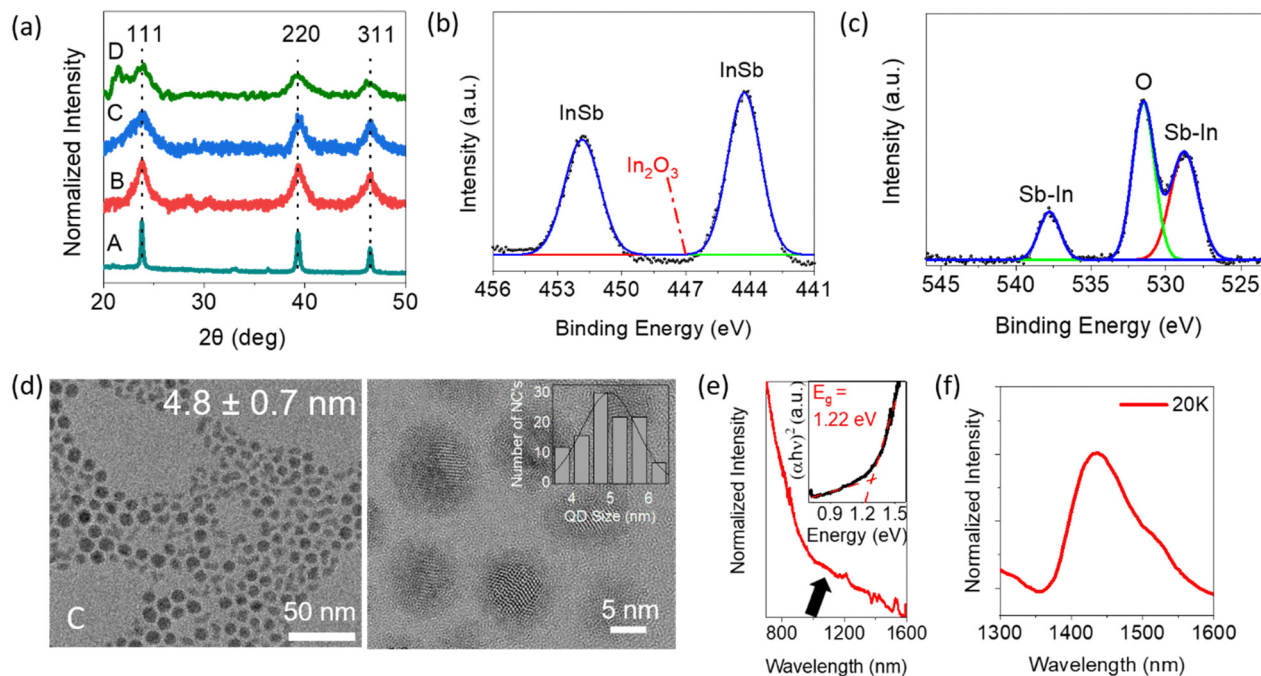 (a)
111 220 311
D
C
B
A
Normalized Intensity
20 30 40 50
2θ (deg)
(b)
Intensity (a.u.)
InSb
In₂O₃
InSb
456 453 450 447 444 441
Binding Energy (eV)
(c)
Intensity (a.u.)
Sb-In
O
Sb-In
545 540 535 530 525
Binding Energy (eV)
(d)
4.8 ± 0.7 nm
C
50 nm
Number of NC's
30
20
10
0
4 5 6
QD Size (nm)
5 nm
(e)
Normalized Intensity
(αhν)² (a.u.)
E_g =
1.22 eV
0.9 1.2 1.5
Energy (eV)
800 1200 1600
Wavelength (nm)
(f)
Normalized Intensity
20K
1300 1400 1500 1600
Wavelength (nm)